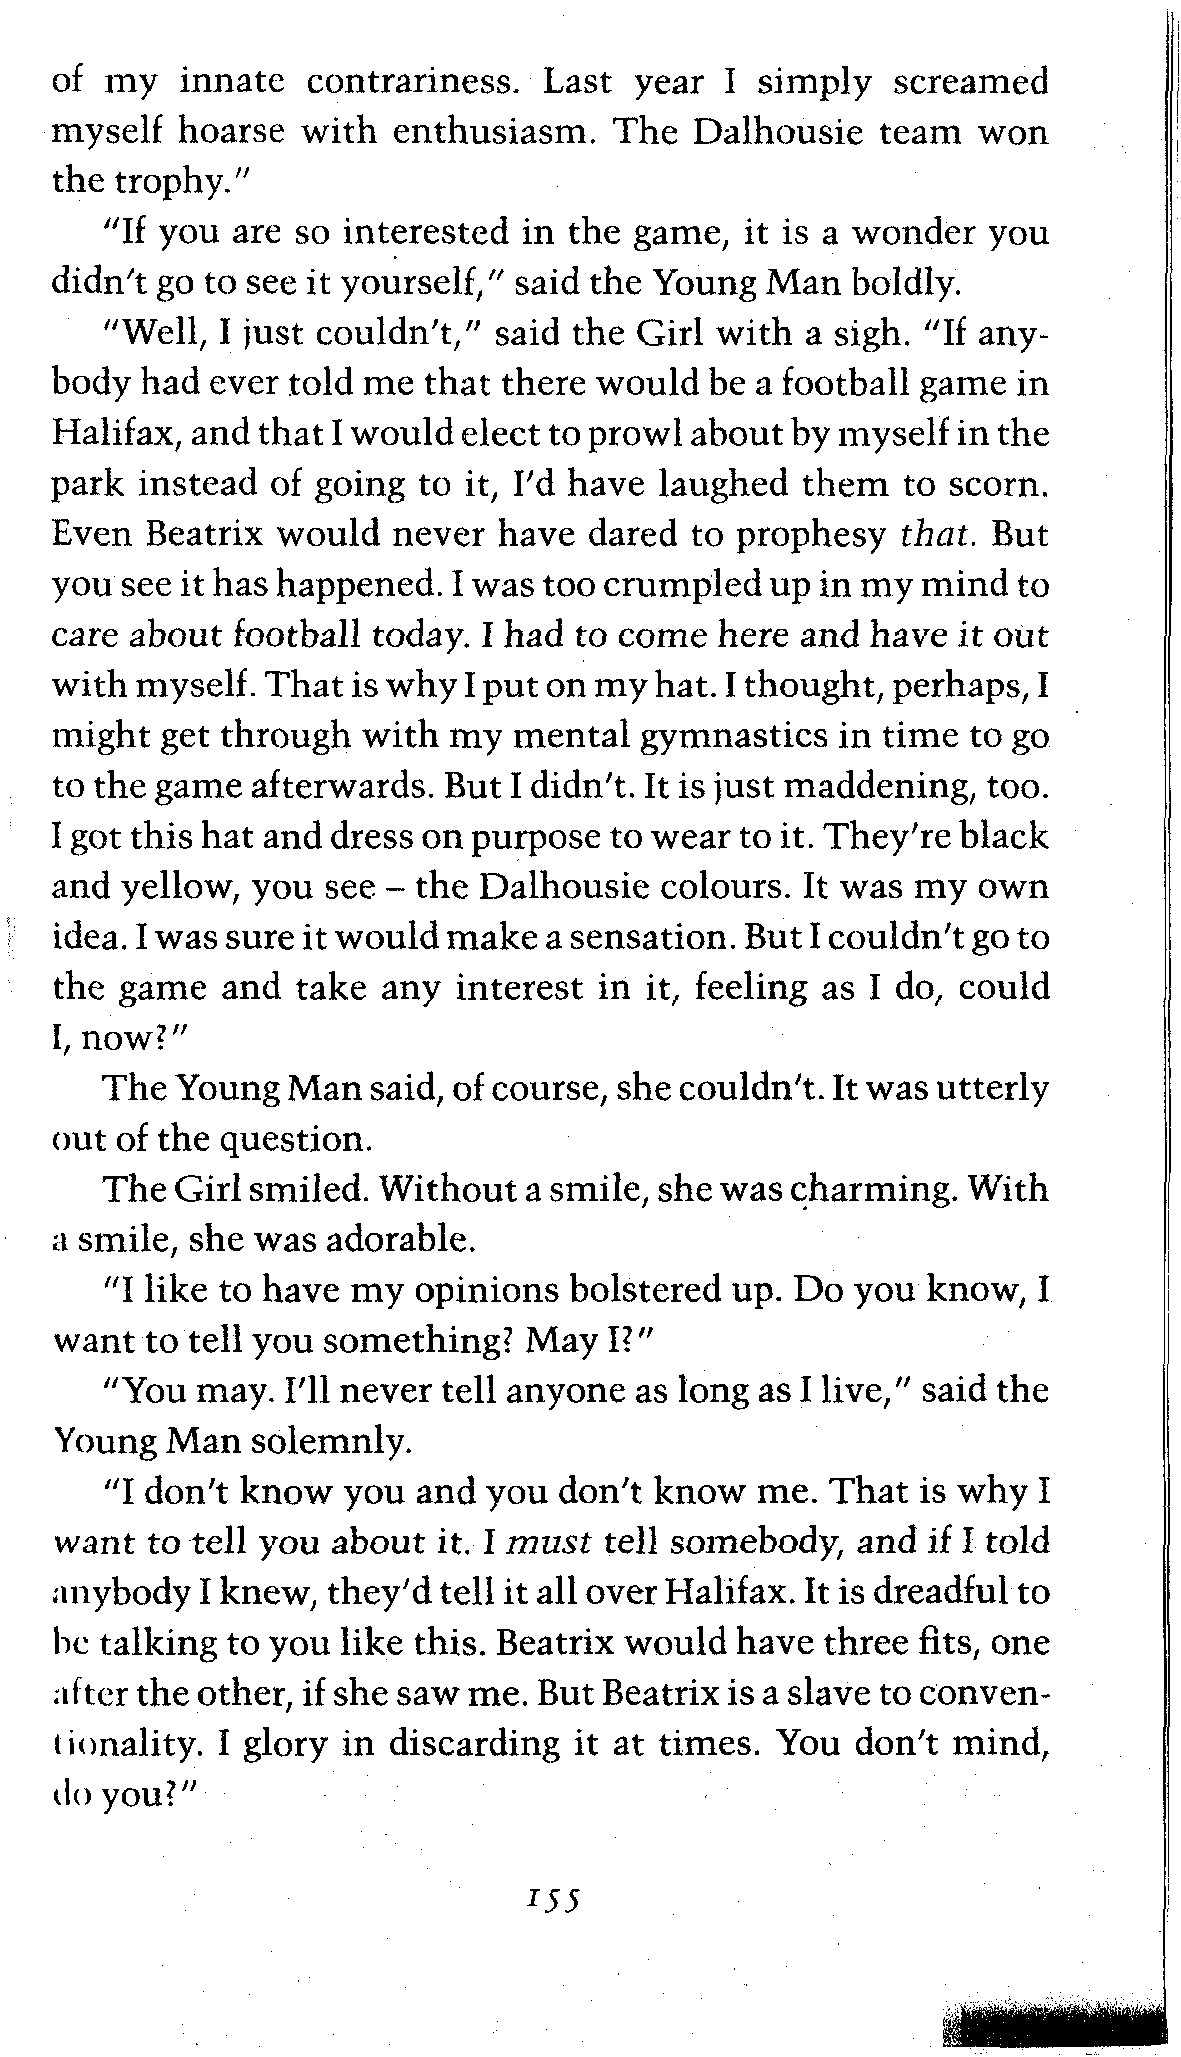 of my innate contrariness. Last year I simply screamed
myself hoarse with enthusiasm. The Dalhousie team won
the trophy."
"If you are so interested in the game, it is a wonder you
didn't go to see it yourself," said the Young Man boldly.
"Well, I just couldn't," said the Girl with a sigh. "If any-
body had ever told me that there would be a football game in
Halifax, and that I would elect to prowl about by myself in the
park instead of going to it, I'd have laughed them to scorn.
Even Beatrix would never have dared to prophesy that. But
you see it has happened. I was too crumpled up in my mind to
care about football today. I had to come here and have it out
with myself. That is why I put on my hat. I thought, perhaps, I
might get through with my mental gymnastics in time to go
to the game afterwards. But I didn't. It is just maddening, too.
I got this hat and dress on purpose to wear to it. They're black
and yellow, you see – the Dalhousie colours. It was my own
idea. I was sure it would make a sensation. But I couldn't go to
the game and take any interest in it, feeling as I do, could
I, now?"
The Young Man said, of course, she couldn't. It was utterly
out of the question.
The Girl smiled. Without a smile, she was charming. With
a smile, she was adorable.
"I like to have my opinions bolstered up. Do you know, I
want to tell you something? May I?"
"You may. I'll never tell anyone as long as I live," said the
Young Man solemnly.
"I don't know you and you don't know me. That is why I
want to tell you about it. I must tell somebody, and if I told
anybody I knew, they'd tell it all over Halifax. It is dreadful to
be talking to you like this. Beatrix would have three fits, one
after the other, if she saw me. But Beatrix is a slave to conven-
tionality. I glory in discarding it at times. You don't mind,
do you?"
155